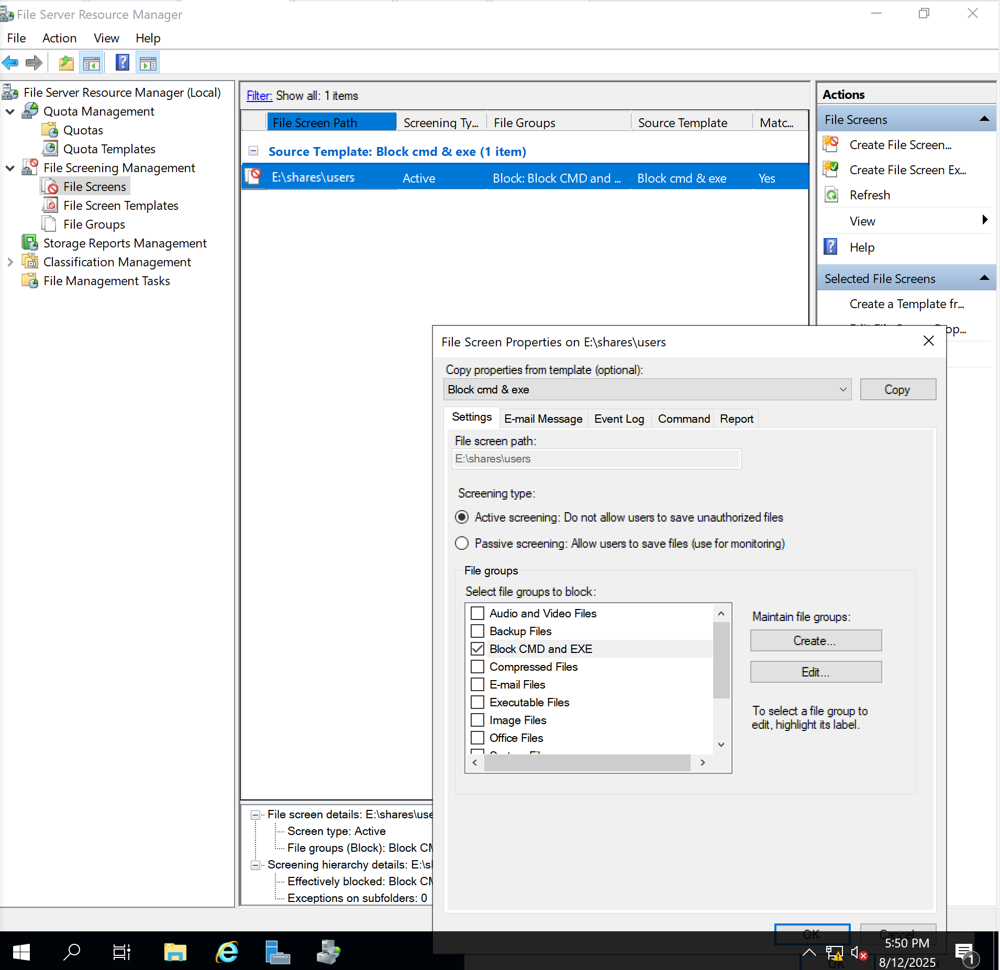 File Server Resource Manager
File Action View Help
File Server Resource Manager (Local)
Quota Management
Quotas
Quota Templates
File Screening Management
File Screens
File Screen Templates
File Groups
Storage Reports Management
Classification Management
File Management Tasks
Filter: Show all: 1 items
File Screen Path Screening Ty... File Groups Source Template Matc...
Source Template: Block cmd & exe (1 item)
E:\shares\users Active Block: Block CMD and ... Block cmd & exe Yes
Actions
File Screens
Create File Screen...
Create File Screen Ex...
Refresh
View
Help
Selected File Screens
Create a Template fr...
File Screen Properties on E:\shares\users
Copy properties from template (optional):
Block cmd & exe Copy
Settings E-mail Message Event Log Command Report
File screen path:
E:\shares\users
Screening type:
Active screening: Do not allow users to save unauthorized files
Passive screening: Allow users to save files (use for monitoring)
File groups
Select file groups to block:
Audio and Video Files
Backup Files
Block CMD and EXE
Compressed Files
E-mail Files
Executable Files
Image Files
Office Files
Maintain file groups:
Create...
Edit...
To select a file group to
edit, highlight its label.
OK Cancel
File screen details: E:\shares\use
Screen type: Active
File groups (Block): Block CM
Screening hierarchy details: E:\sh
Effectively blocked: Block CM
Exceptions on subfolders: 0
5:50 PM
8/12/2025
1